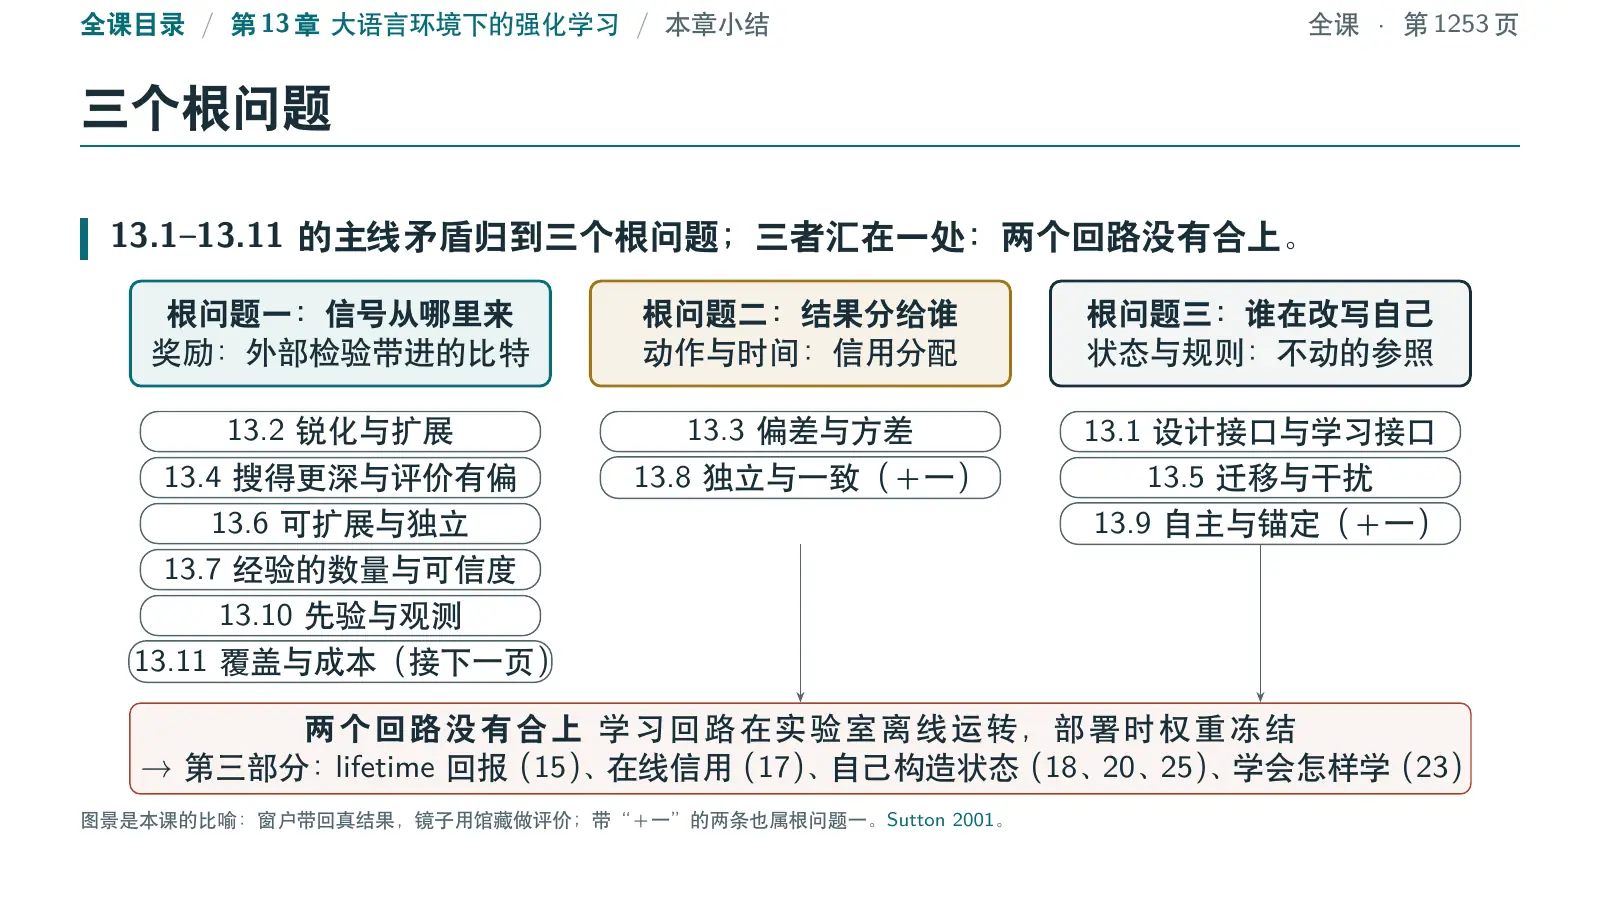 全课目录 / 第 13 章 大语言环境下的强化学习 / 本章小结
全课 · 第 1253 页
三个根问题
13.1–13.11 的主线矛盾归到三个根问题；三者汇在一处：两个回路没有合上。
根问题一：信号从哪里来
奖励：外部检验带进的比特
13.2 锐化与扩展
13.4 搜得更深与评价有偏
13.6 可扩展与独立
13.7 经验的数量与可信度
13.10 先验与观测
13.11 覆盖与成本（接下一页）
根问题二：结果分给谁
动作与时间：信用分配
13.3 偏差与方差
13.8 独立与一致（＋一）
根问题三：谁在改写自己
状态与规则：不动的参照
13.1 设计接口与学习接口
13.5 迁移与干扰
13.9 自主与锚定（＋一）
两个回路没有合上 学习回路在实验室离线运转，部署时权重冻结
→ 第三部分：lifetime 回报 (15)、在线信用 (17)、自己构造状态 (18、20、25)、学会怎样学 (23)
图景是本课的比喻：窗户带回真结果，镜子用馆藏做评价；带“＋一”的两条也属根问题一。Sutton 2001。